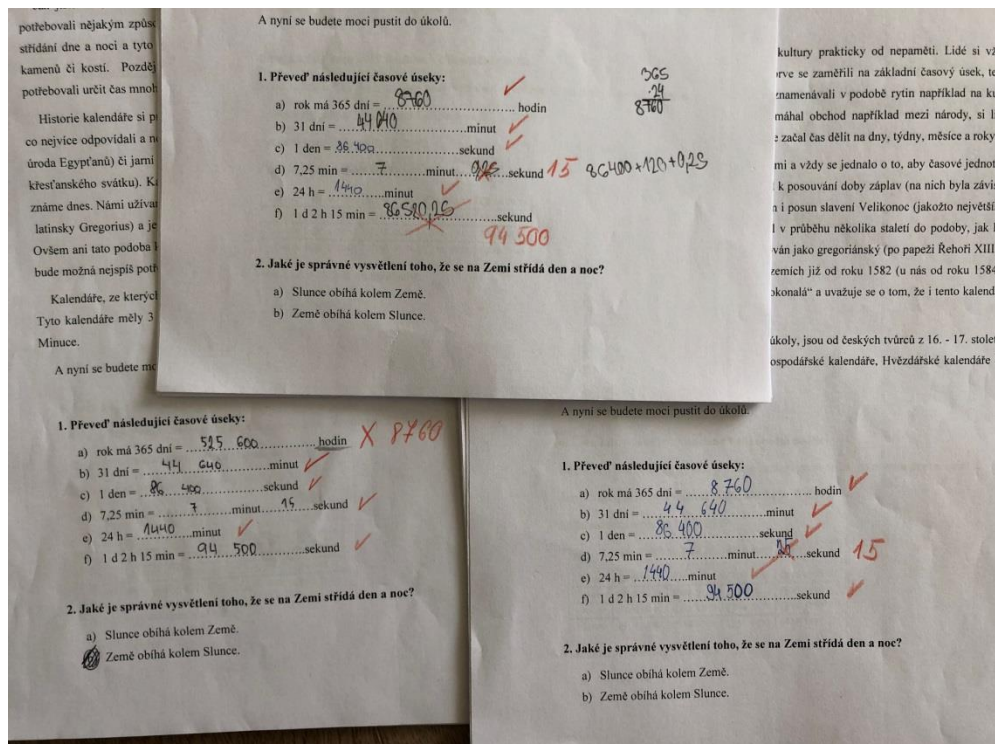 potřebovali nějakým způs
střídání dne a noci a tyto
kamenů či kostí. Pozděj
potřebovali určit čas mnoh
Historie kalendáře si p
co nejvíce odpovídali a n
úroda Egypťanů) či jarní
křesťanského svátku). K
známe dnes. Námi užívan
latinsky Gregorius) a je
Ovšem ani tato podoba
bude možná nejspíš potř
Kalendáře, ze kterých
Tyto kalendáře měly 3
Minuce.
A nyní se budete mo
A nyní se budete moci pustit do úkolů.
1. Převeď následující časové úseky:
a) rok má 365 dní = 8760 hodin
b) 31 dní = 44 640 minut
c) 1 den = 86 400 sekund
d) 7,25 min = 7 minut 0,25 sekund 15
e) 24 h = 1440 minut
f) 1 d 2 h 15 min = 86520,25 sekund
94 500
365
.24
8760
86400+120+0,25
2. Jaké je správné vysvětlení toho, že se na Zemi střídá den a noc?
a) Slunce obíhá kolem Země.
b) Země obíhá kolem Slunce.
kultury prakticky od nepaměti. Lidé si vž
rve se zaměřili na základní časový úsek, to
znamenávali v podobě rytin například na ku
máhal obchod například mezi národy, si l
e začal čas dělit na dny, týdny, měsíce a roky
mi a vždy se jednalo o to, aby časové jednot
k posouvání doby záplav (na nich byla závis
i posun slavení Velikonoc (jakožto největší
v průběhu několika staletí do podoby, jak
ván jako gregoriánský (po papeži Řehoři XIII
zemích již od roku 1582 (u nás od roku 1584
okonalá“ a uvažuje se o tom, že i tento kalend
úkoly, jsou od českých tvůrců z 16. - 17. stolet
ospodářské kalendáře, Hvězdářské kalendáře
1. Převeď následující časové úseky:
a) rok má 365 dní = 525 600 hodin X 8760
b) 31 dní = 44 640 minut
c) 1 den = 86 400 sekund
d) 7,25 min = 7 minut 15 sekund
e) 24 h = 1440 minut
f) 1 d 2 h 15 min = 94 500 sekund
2. Jaké je správné vysvětlení toho, že se na Zemi střídá den a noc?
a) Slunce obíhá kolem Země.
Země obíhá kolem Slunce.
A nyní se budete moci pustit do úkolů.
1. Převeď následující časové úseky:
a) rok má 365 dní = 8 760 hodin
b) 31 dní = 44 640 minut
c) 1 den = 86 400 sekund
d) 7,25 min = 7 minut 25 sekund 15
e) 24 h = 1440 minut
f) 1 d 2 h 15 min = 94 500 sekund
2. Jaké je správné vysvětlení toho, že se na Zemi střídá den a noc?
a) Slunce obíhá kolem Země.
b) Země obíhá kolem Slunce.